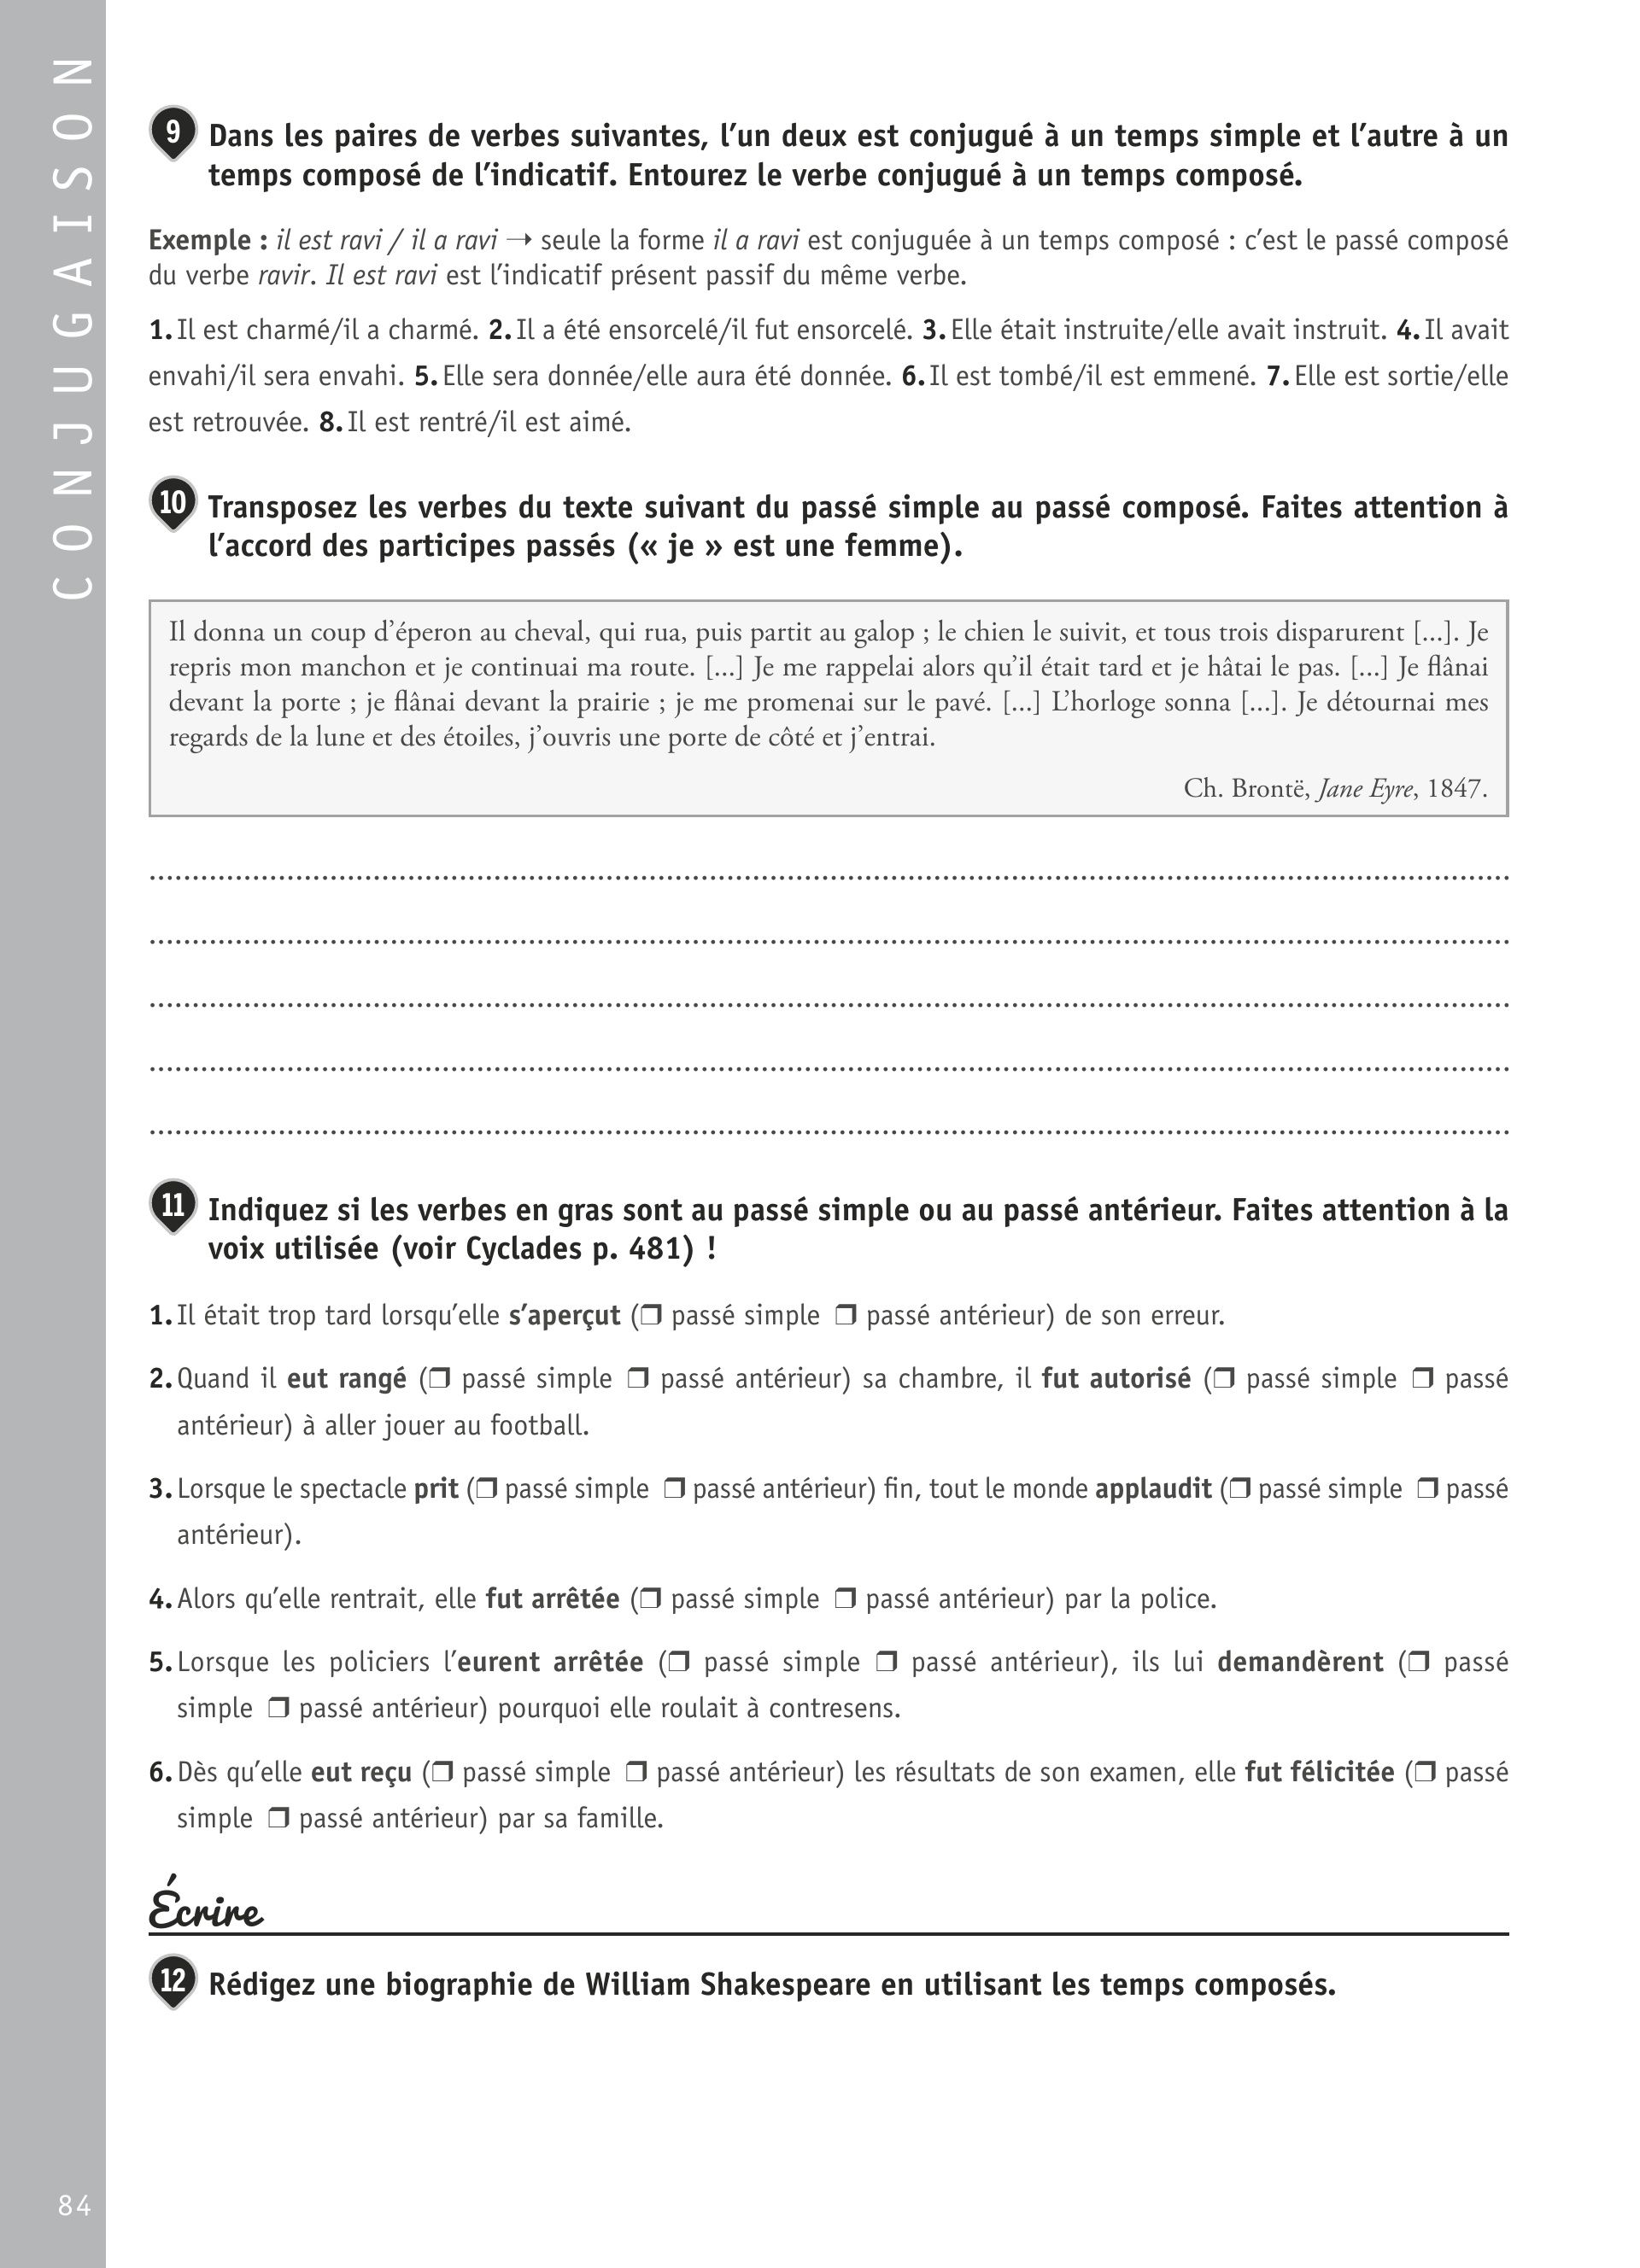 CONJUGAISON
9 Dans les paires de verbes suivantes, l’un deux est conjugué à un temps simple et l’autre à un
temps composé de l’indicatif. Entourez le verbe conjugué à un temps composé.
Exemple : il est ravi / il a ravi → seule la forme il a ravi est conjuguée à un temps composé : c’est le passé composé
du verbe ravir. Il est ravi est l’indicatif présent passif du même verbe.
1. Il est charmé/il a charmé. 2. Il a été ensorcelé/il fut ensorcelé. 3. Elle était instruite/elle avait instruit. 4. Il avait
envahi/il sera envahi. 5. Elle sera donnée/elle aura été donnée. 6. Il est tombé/il est emmené. 7. Elle est sortie/elle
est retrouvée. 8. Il est rentré/il est aimé.
10 Transposez les verbes du texte suivant du passé simple au passé composé. Faites attention à
l’accord des participes passés (« je » est une femme).
Il donna un coup d’éperon au cheval, qui rua, puis partit au galop ; le chien le suivit, et tous trois disparurent [...]. Je
repris mon manchon et je continuai ma route. [...] Je me rappelai alors qu’il était tard et je hâtai le pas. [...] Je flânai
devant la porte ; je flânai devant la prairie ; je me promenai sur le pavé. [...] L’horloge sonna [...]. Je détournai mes
regards de la lune et des étoiles, j’ouvris une porte de côté et j’entrai.
Ch. Brontë, Jane Eyre, 1847.
11 Indiquez si les verbes en gras sont au passé simple ou au passé antérieur. Faites attention à la
voix utilisée (voir Cyclades p. 481) !
1. Il était trop tard lorsqu’elle s’aperçut (❒ passé simple ❒ passé antérieur) de son erreur.
2. Quand il eut rangé (❒ passé simple ❒ passé antérieur) sa chambre, il fut autorisé (❒ passé simple ❒ passé
antérieur) à aller jouer au football.
3. Lorsque le spectacle prit (❒ passé simple ❒ passé antérieur) fin, tout le monde applaudit (❒ passé simple ❒ passé
antérieur).
4. Alors qu’elle rentrait, elle fut arrêtée (❒ passé simple ❒ passé antérieur) par la police.
5. Lorsque les policiers l’eurent arrêtée (❒ passé simple ❒ passé antérieur), ils lui demandèrent (❒ passé
simple ❒ passé antérieur) pourquoi elle roulait à contresens.
6. Dès qu’elle eut reçu (❒ passé simple ❒ passé antérieur) les résultats de son examen, elle fut félicitée (❒ passé
simple ❒ passé antérieur) par sa famille.
Écrire
12 Rédigez une biographie de William Shakespeare en utilisant les temps composés.
84